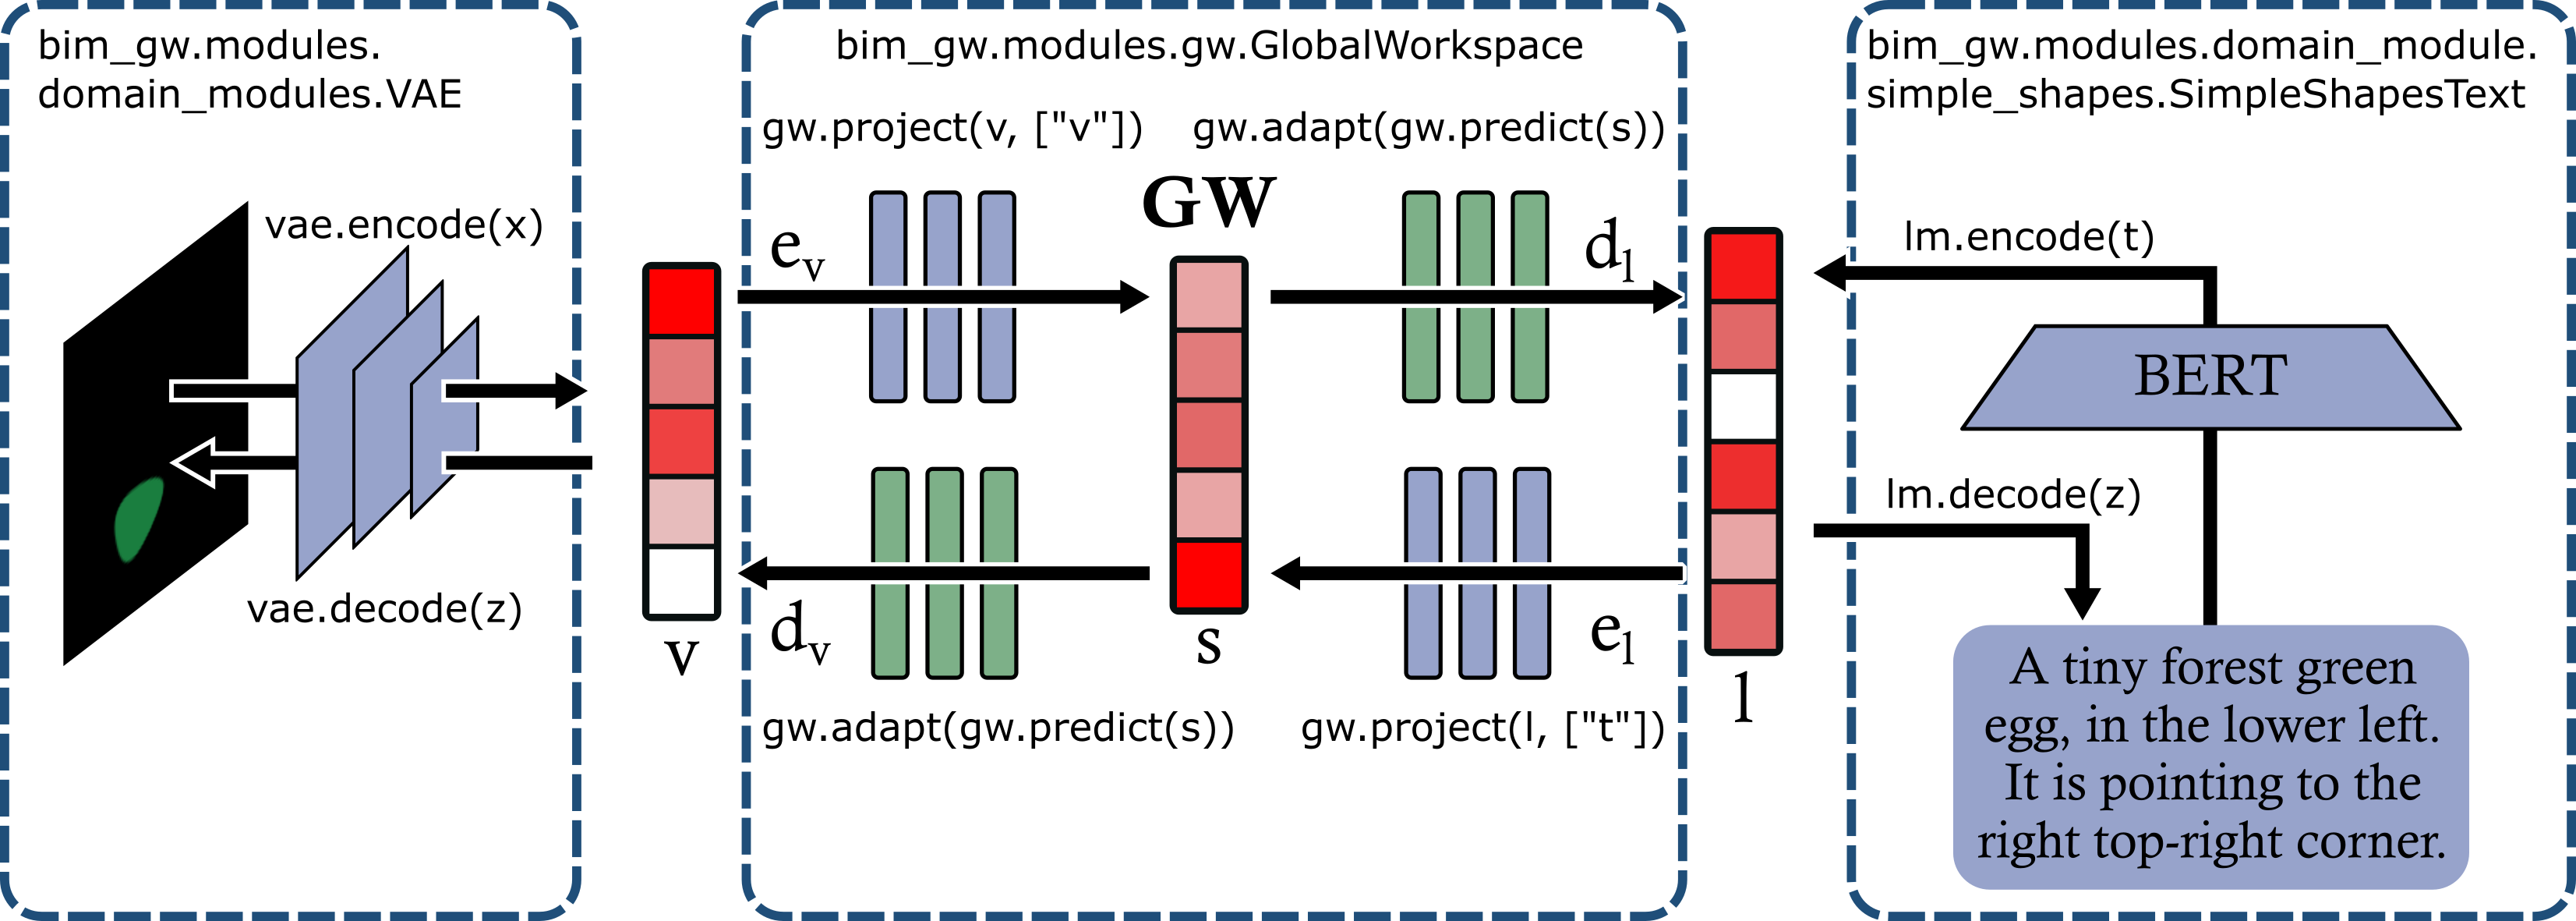 bim_gw.modules.
domain_modules.VAE
vae.encode(x)
vae.decode(z)
v
bim_gw.modules.gw.GlobalWorkspace
gw.project(v, ["v"])
gw.adapt(gw.predict(s))
GW
e_v
d_l
d_v
s
e_l
gw.adapt(gw.predict(s))
gw.project(l, ["t"])
l
bim_gw.modules.domain_module.
simple_shapes.SimpleShapesText
lm.encode(t)
BERT
lm.decode(z)
A tiny forest green
egg, in the lower left.
It is pointing to the
right top-right corner.